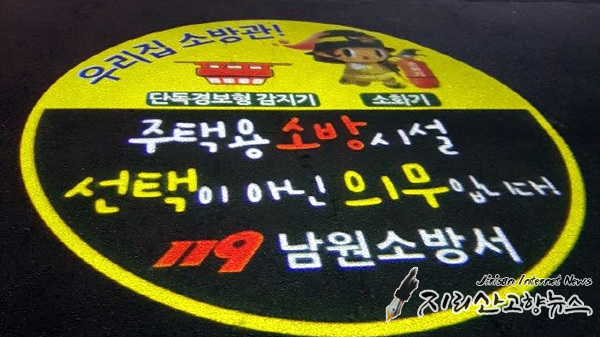 우리집 소방관!
단독경보형 감지기
소화기
주택용 소방시설
선택이 아닌 의무입니다!
119 남원소방서
Jirisan Internet News
지리산고향뉴스